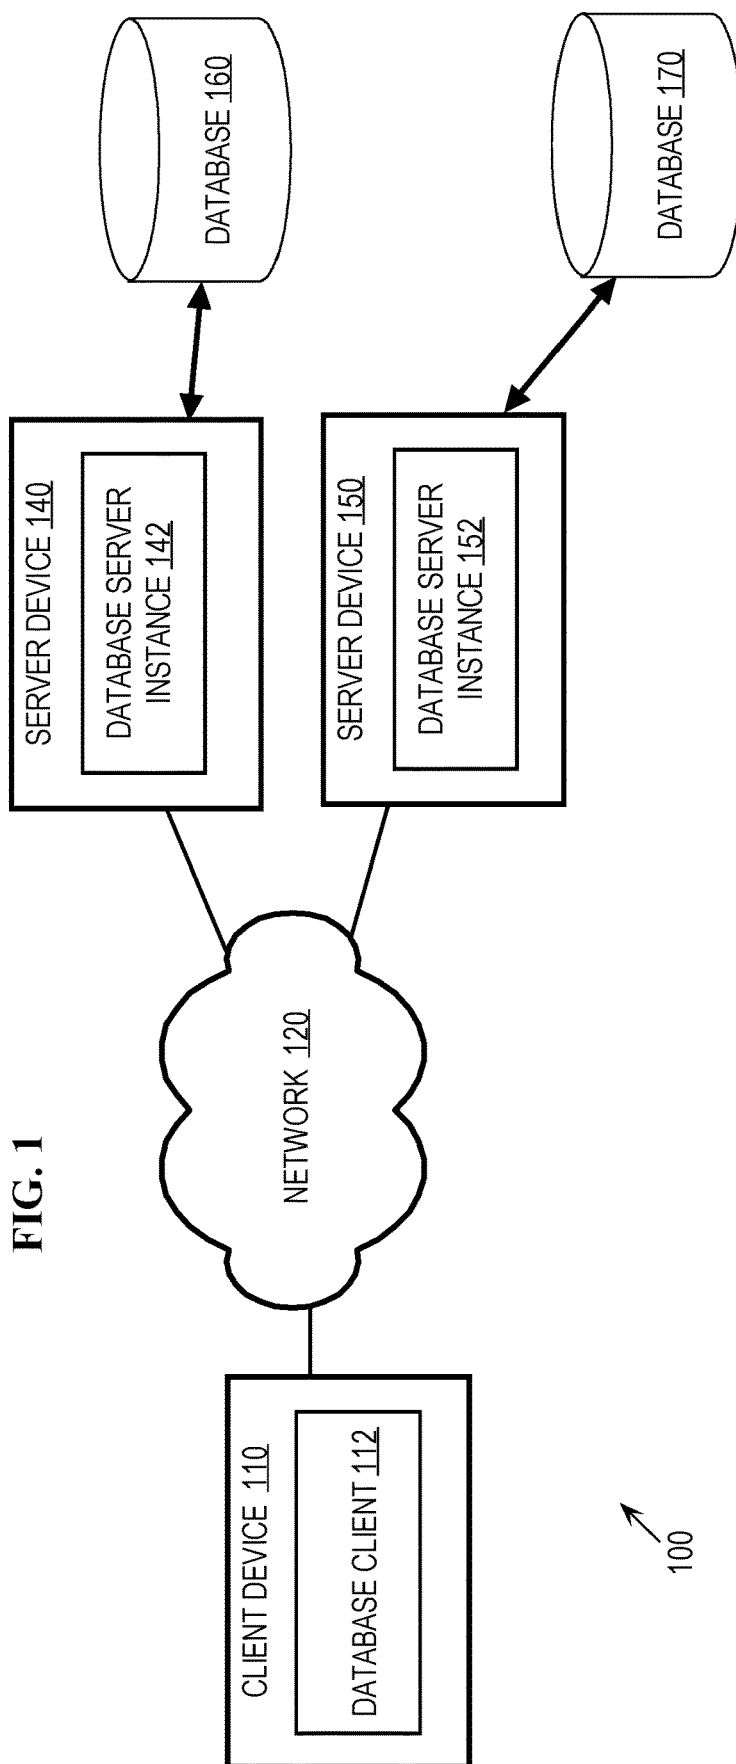 FIG. 1
SERVER DEVICE 140
DATABASE SERVER
INSTANCE 142
DATABASE 160
CLIENT DEVICE 110
DATABASE CLIENT 112
NETWORK 120
SERVER DEVICE 150
DATABASE SERVER
INSTANCE 152
DATABASE 170
100